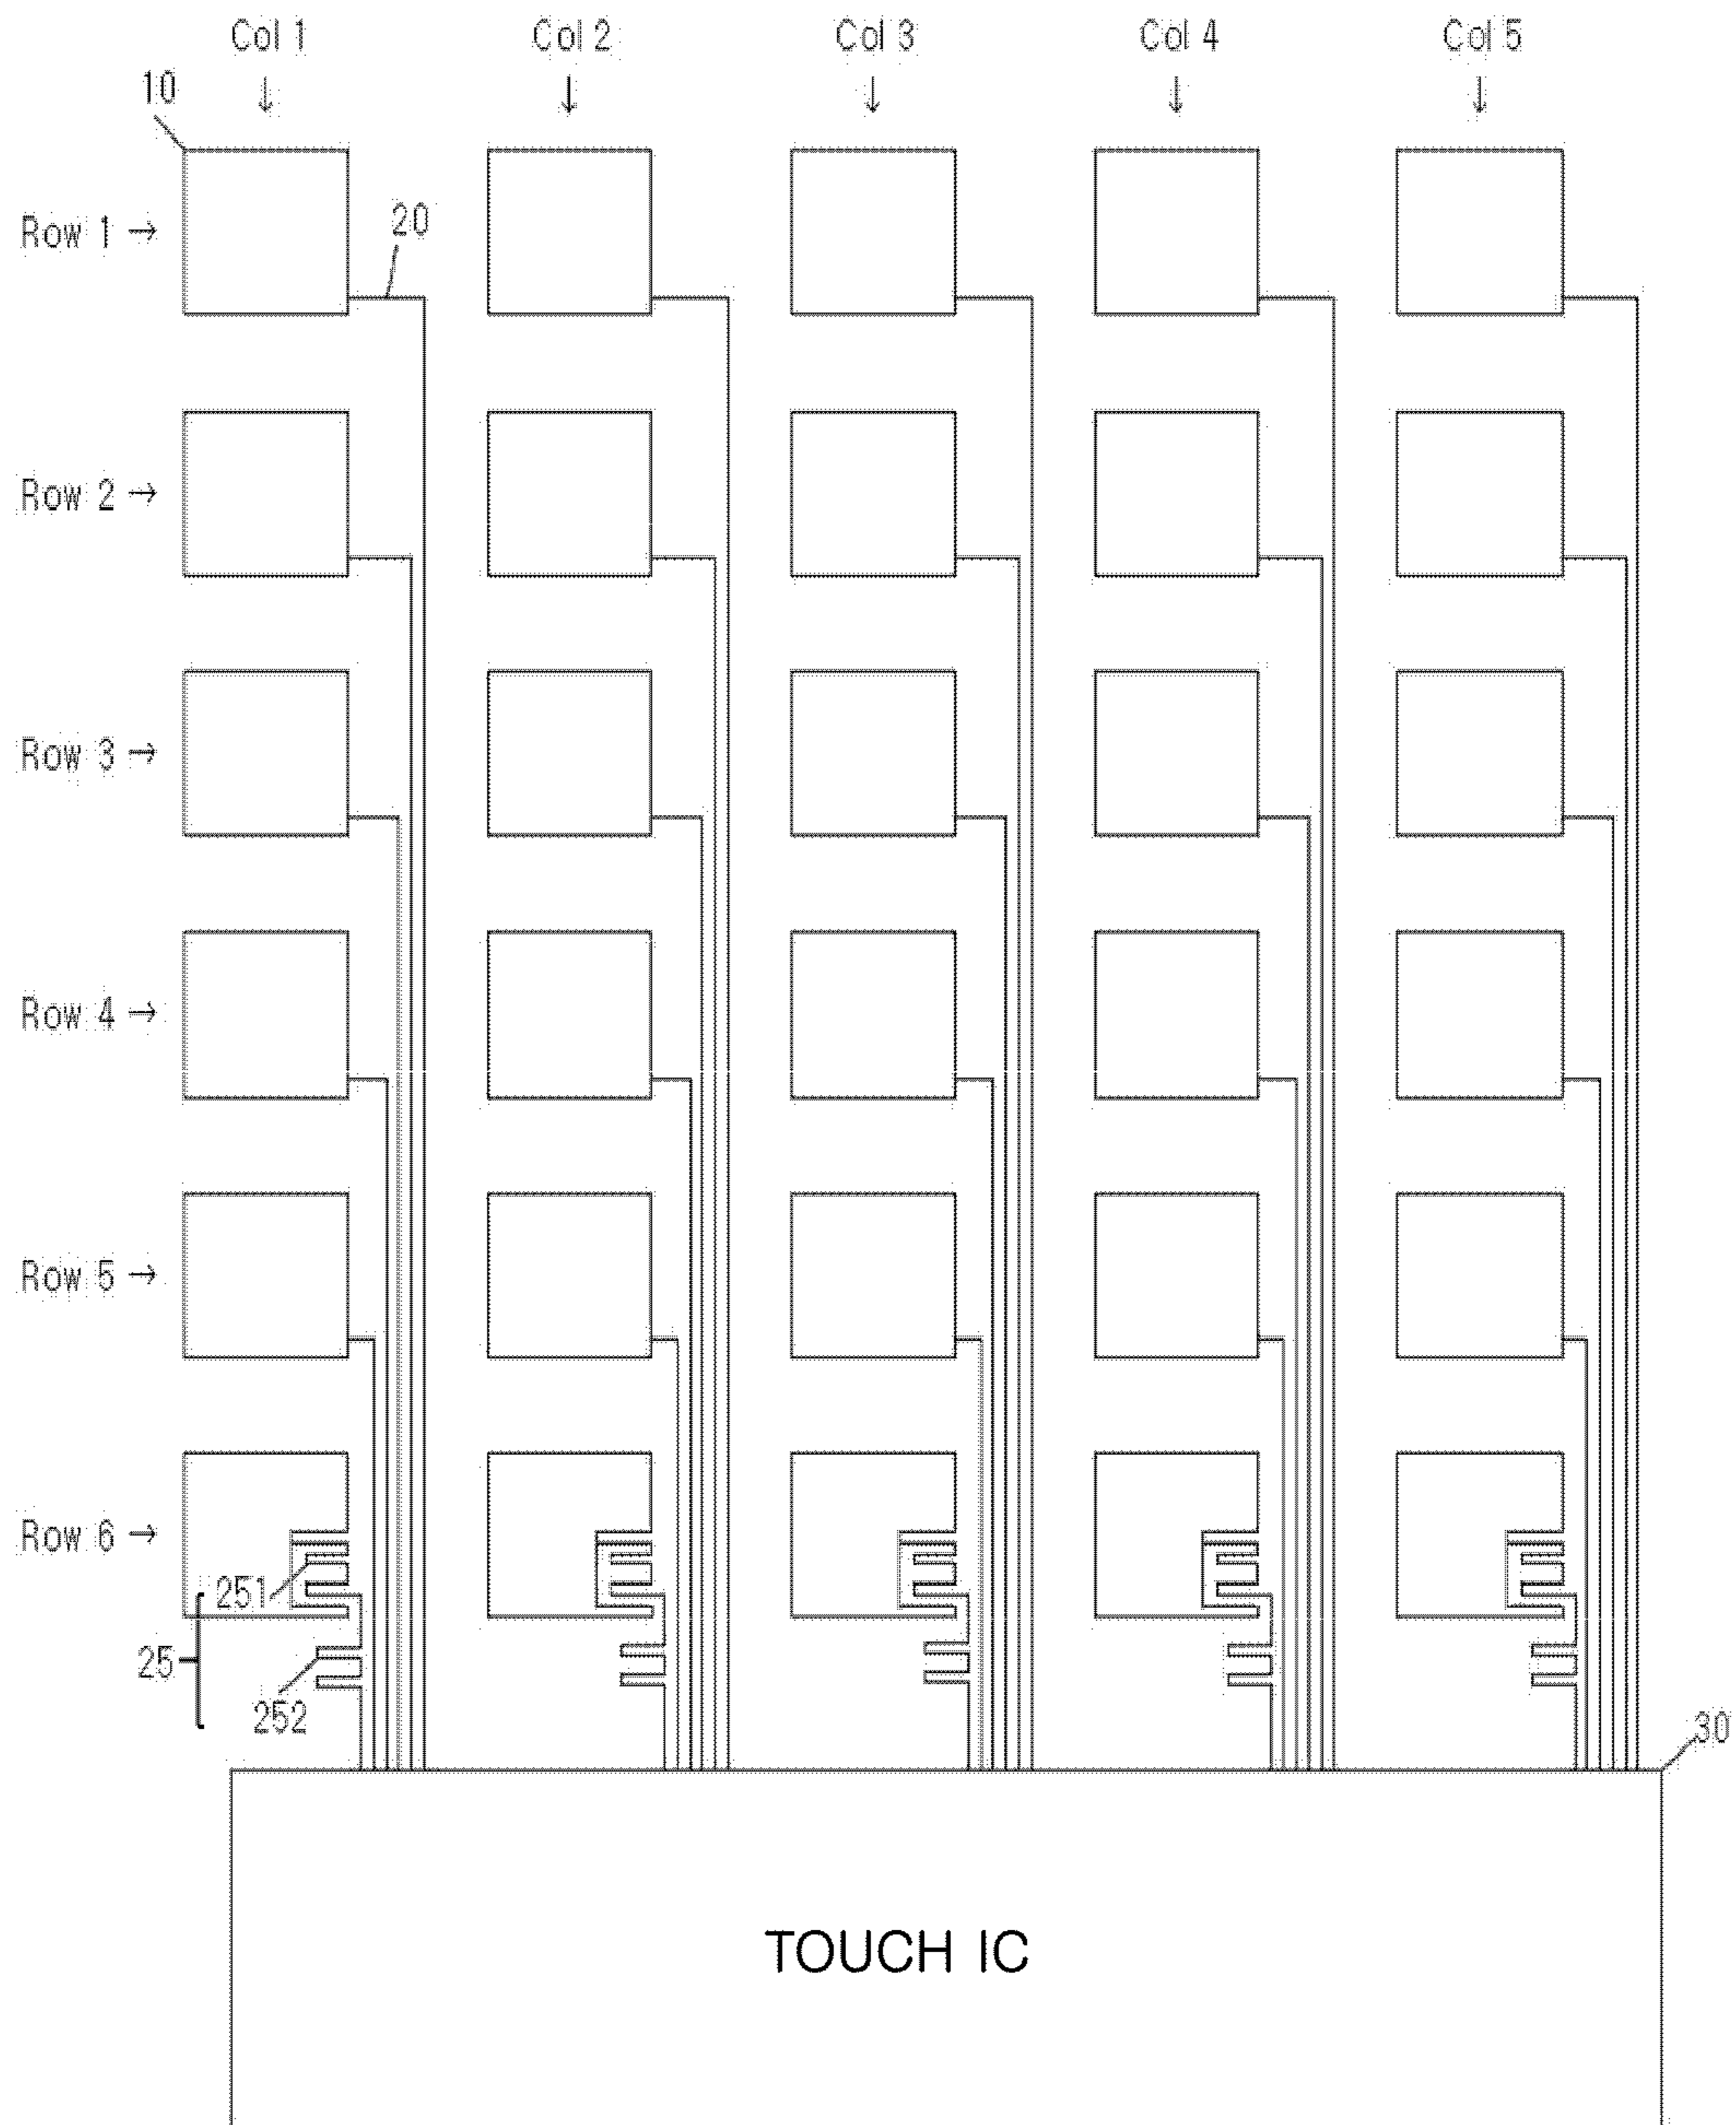 Col 1 Col 2 Col 3 Col 4 Col 5
↓ ↓ ↓ ↓ ↓
10
Row 1 →
20
Row 2 →
Row 3 →
Row 4 →
Row 5 →
Row 6 →
251
25
252
30
TOUCH IC